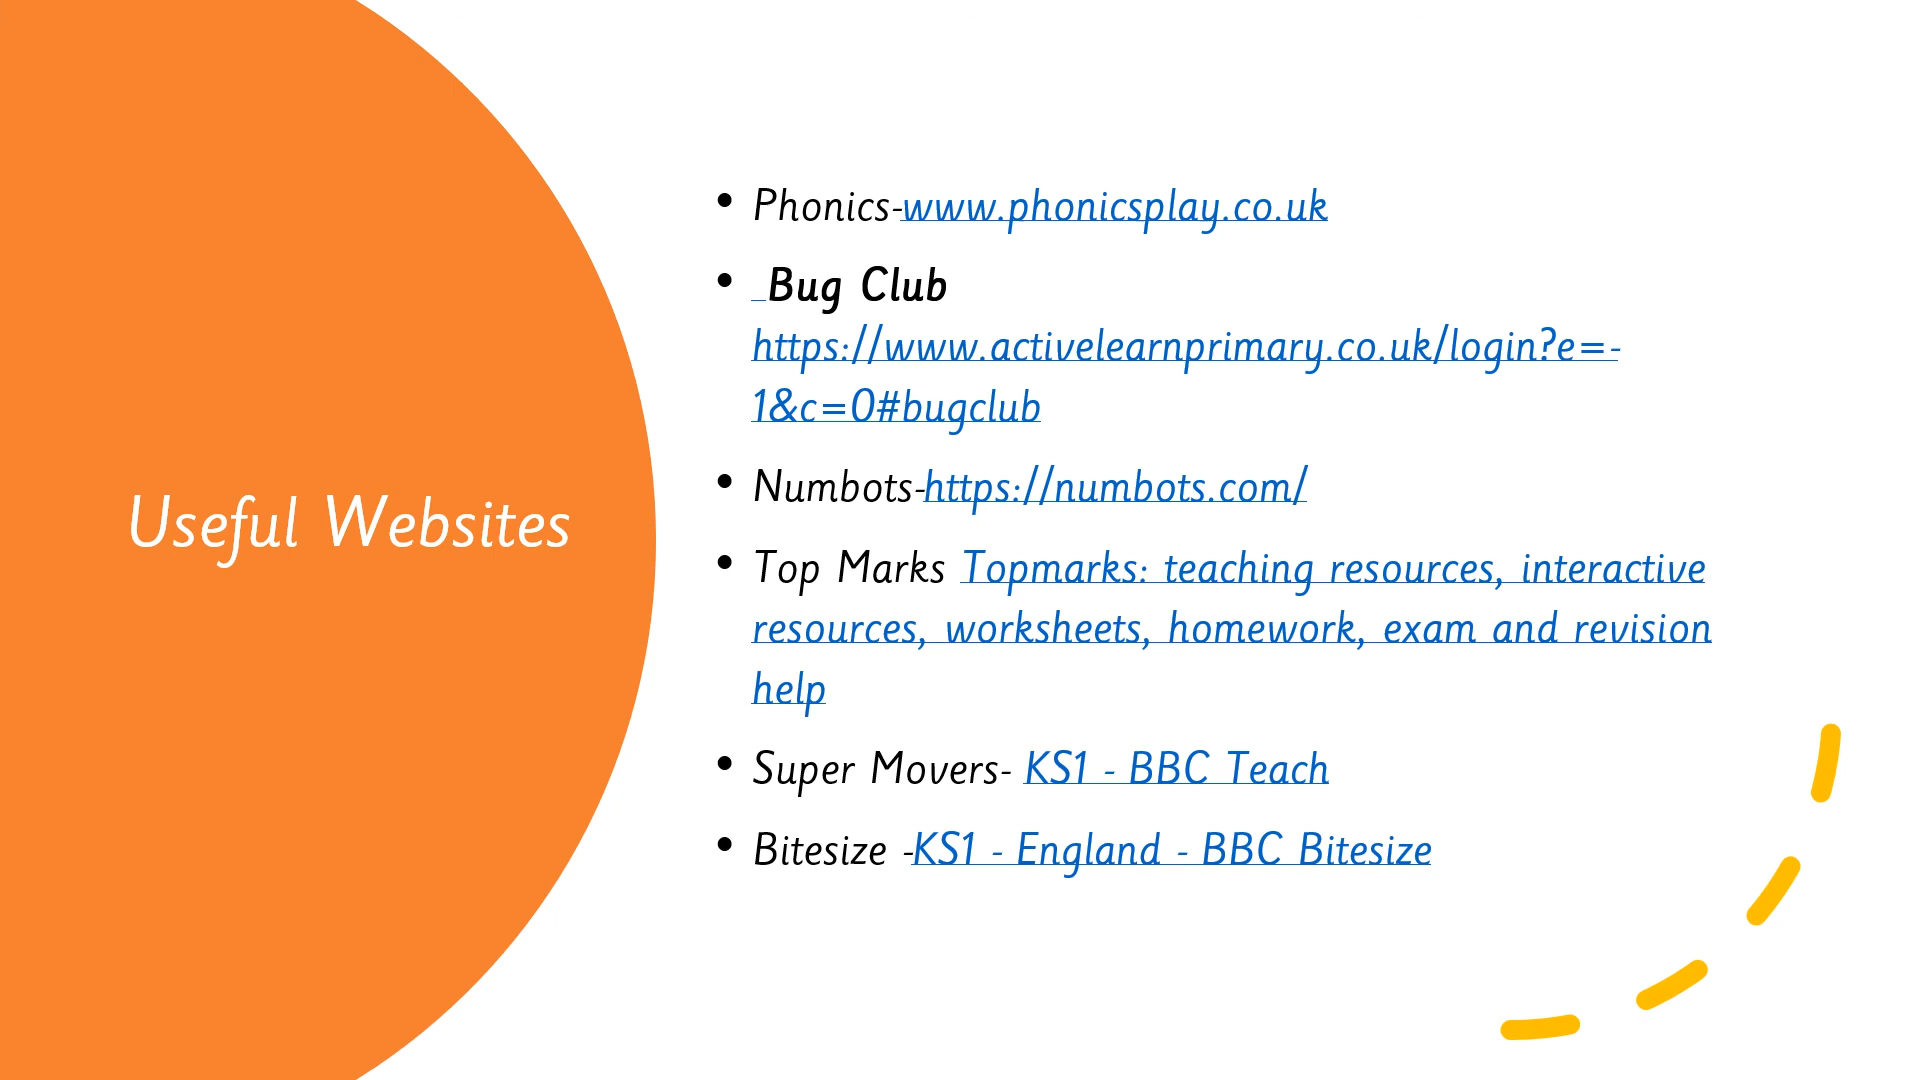 Useful Websites
• Phonics-www.phonicsplay.co.uk
• Bug Club
https://www.activelearnprimary.co.uk/login?e=-
1&c=0#bugclub
• Numbots-https://numbots.com/
• Top Marks Topmarks: teaching resources, interactive
resources, worksheets, homework, exam and revision
help
• Super Movers- KS1 - BBC Teach
• Bitesize -KS1 - England - BBC Bitesize